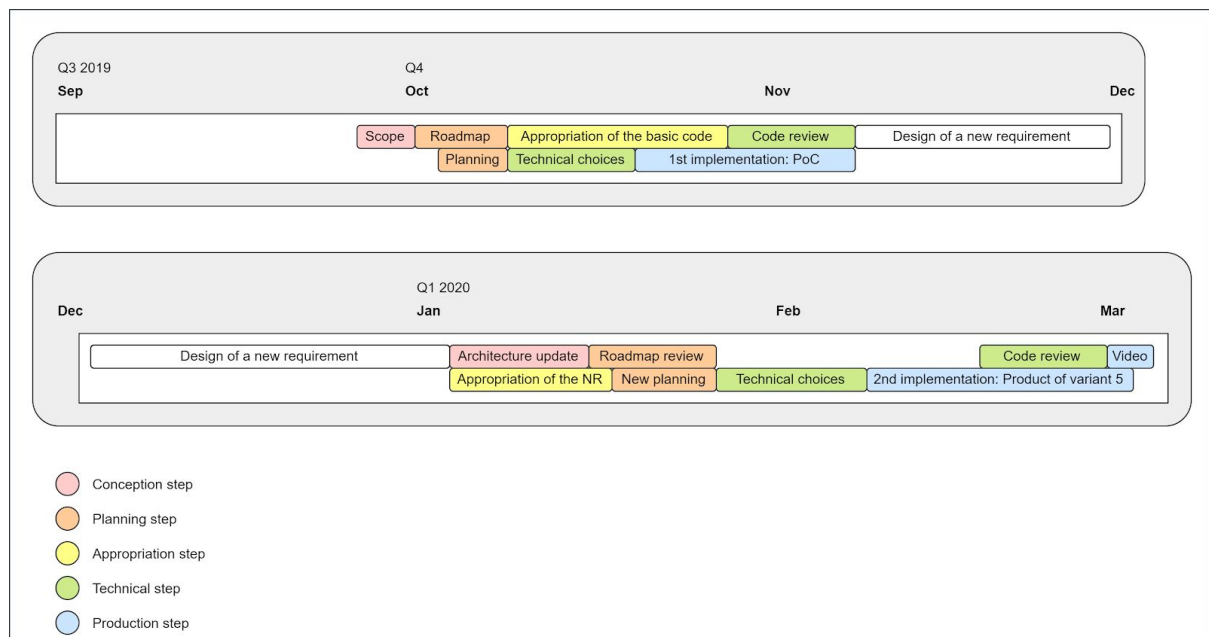 Q3 2019 Q4
Sep Oct Nov Dec
Scope Roadmap Appropriation of the basic code Code review Design of a new requirement
Planning Technical choices 1st implementation: PoC
Q1 2020
Dec Jan Feb Mar
Design of a new requirement Architecture update Roadmap review Code review Video
Appropriation of the NR New planning Technical choices 2nd implementation: Product of variant 5
Conception step
Planning step
Appropriation step
Technical step
Production step